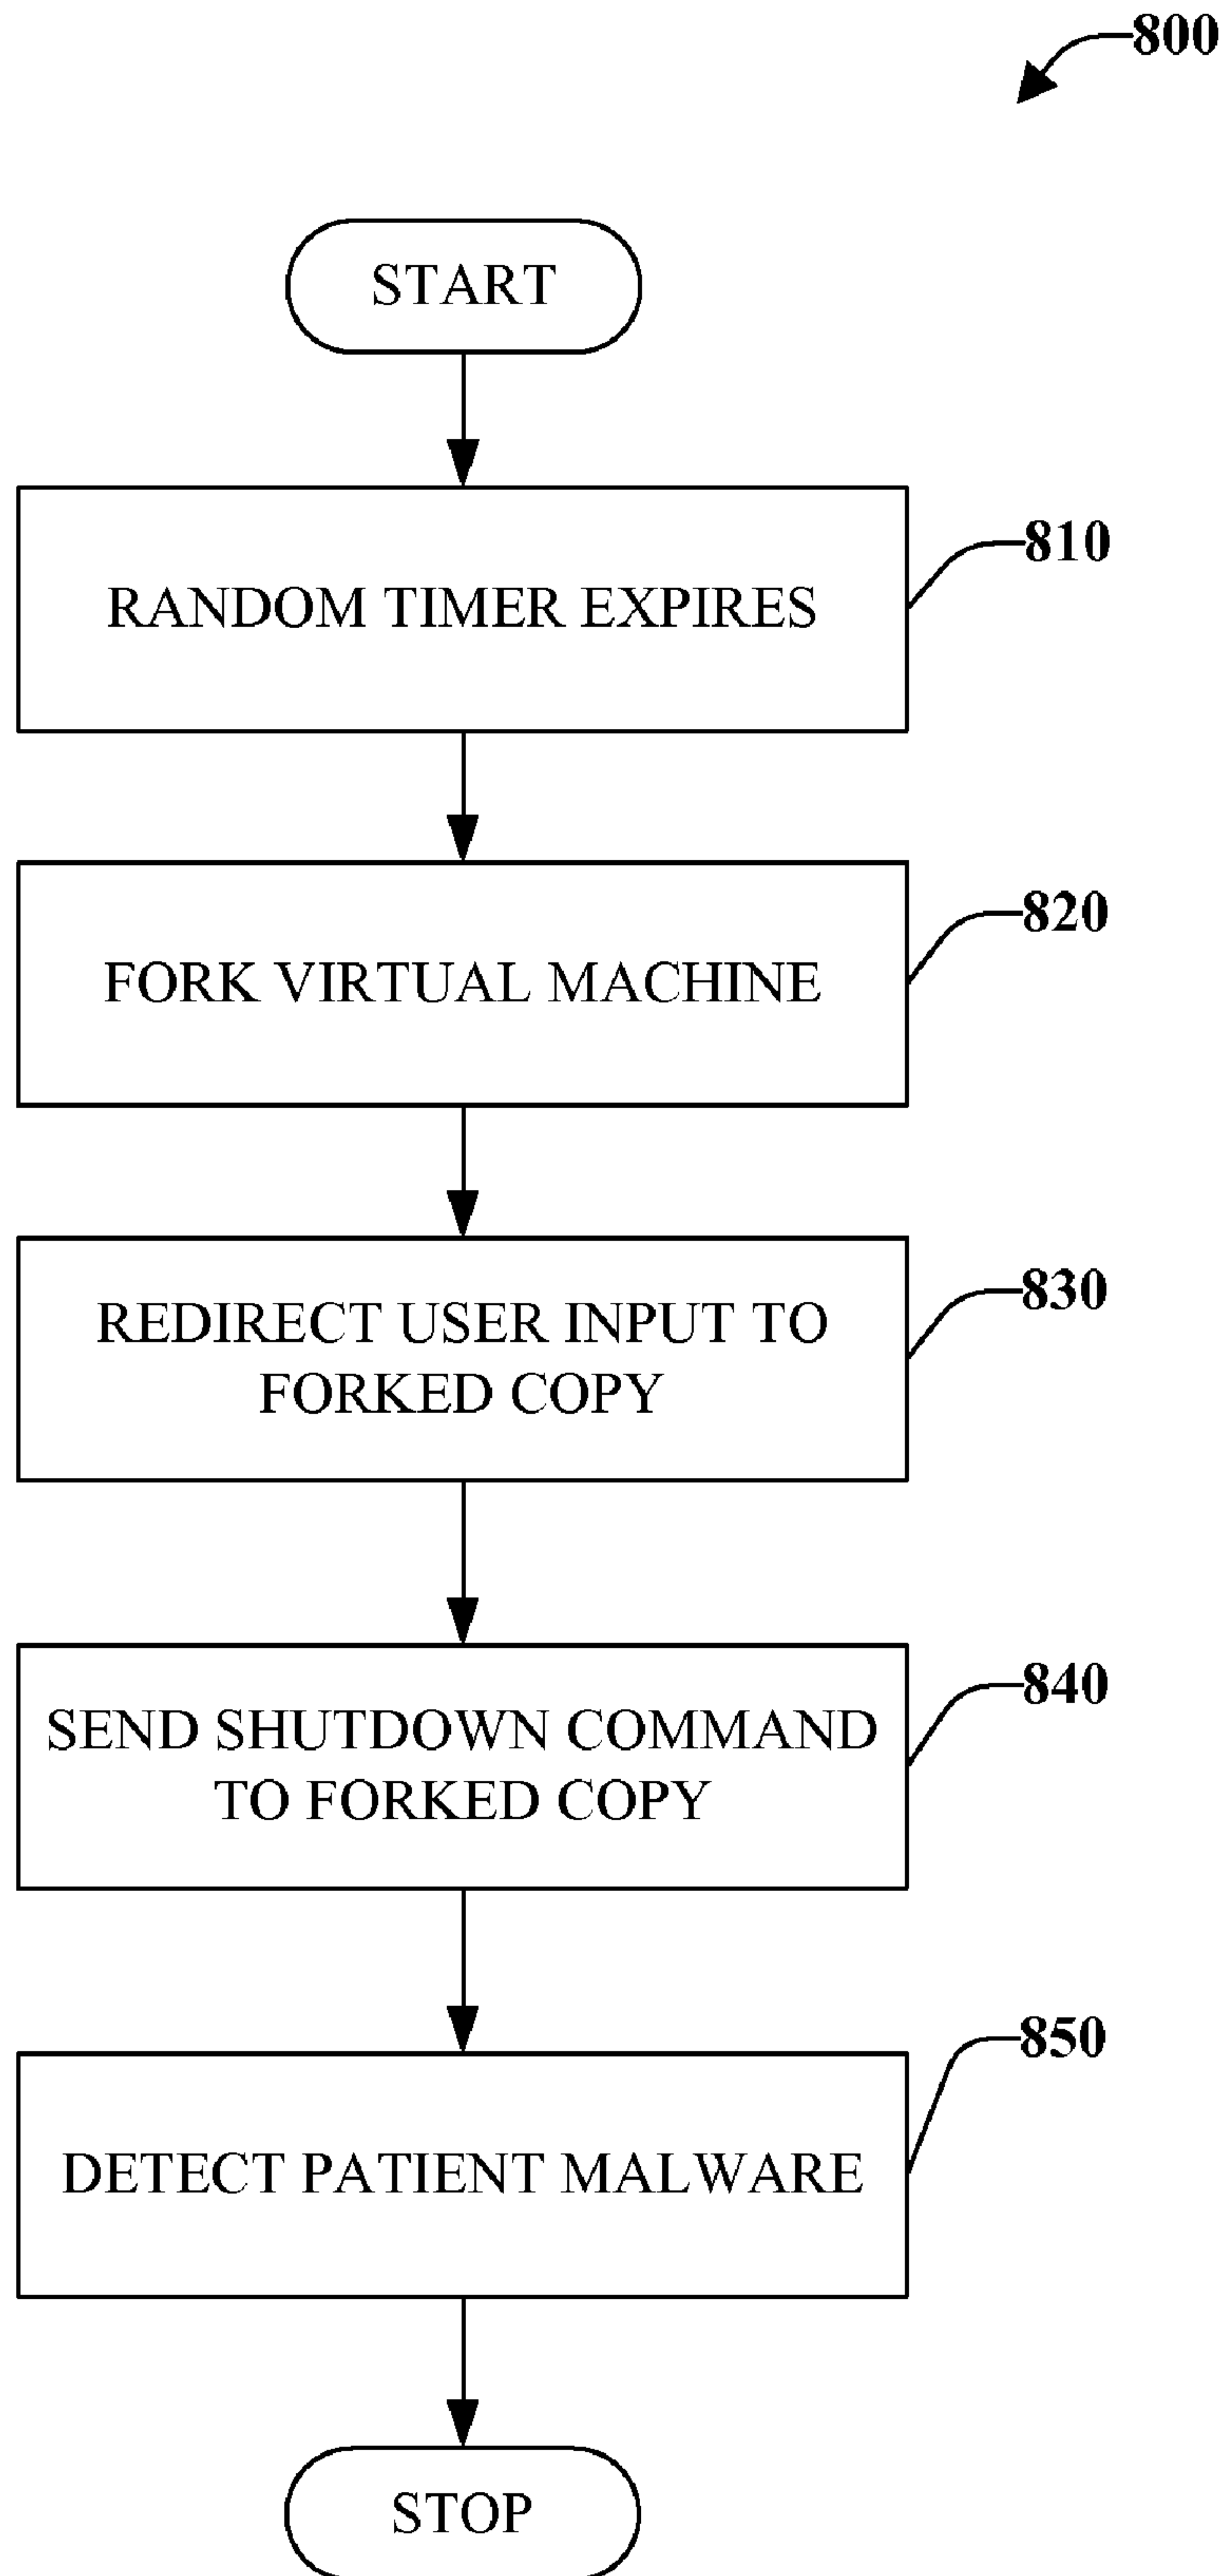 800
START
RANDOM TIMER EXPIRES
810
FORK VIRTUAL MACHINE
820
REDIRECT USER INPUT TO
FORKED COPY
830
SEND SHUTDOWN COMMAND
TO FORKED COPY
840
DETECT PATIENT MALWARE
850
STOP